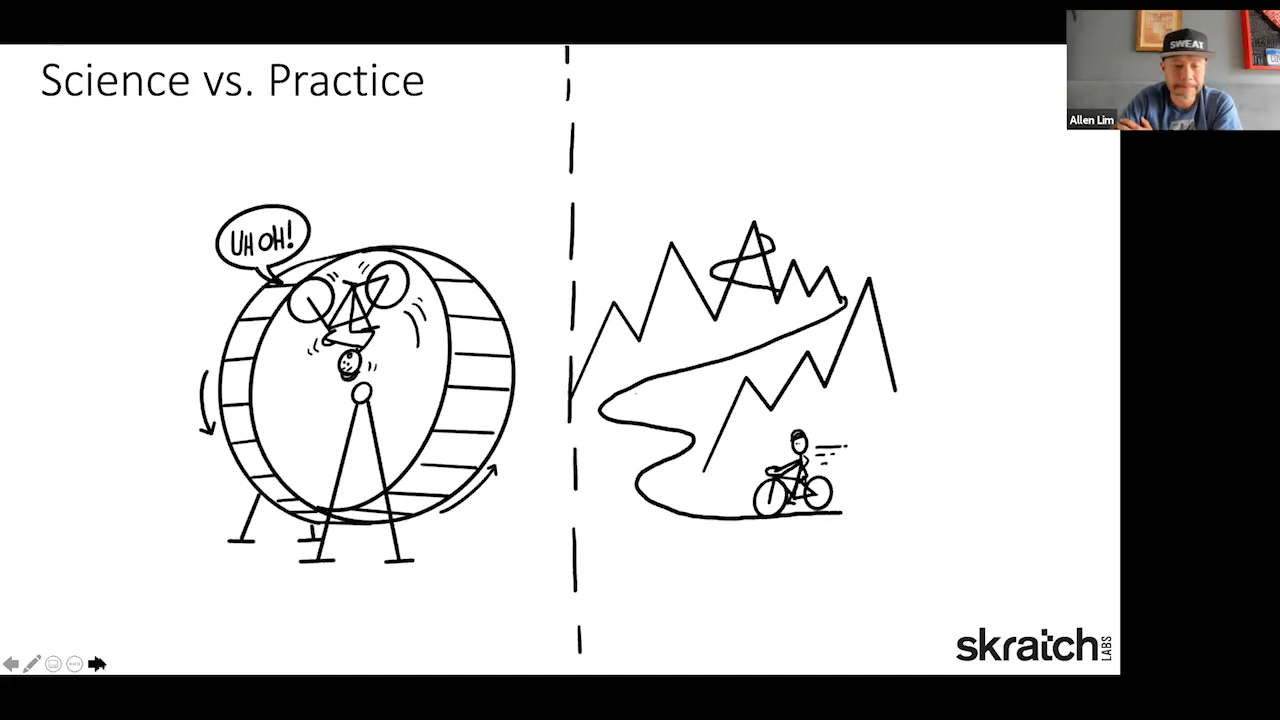 Science vs. Practice
SWEAT
Allen Lim
UH OH!
skratch
LABS